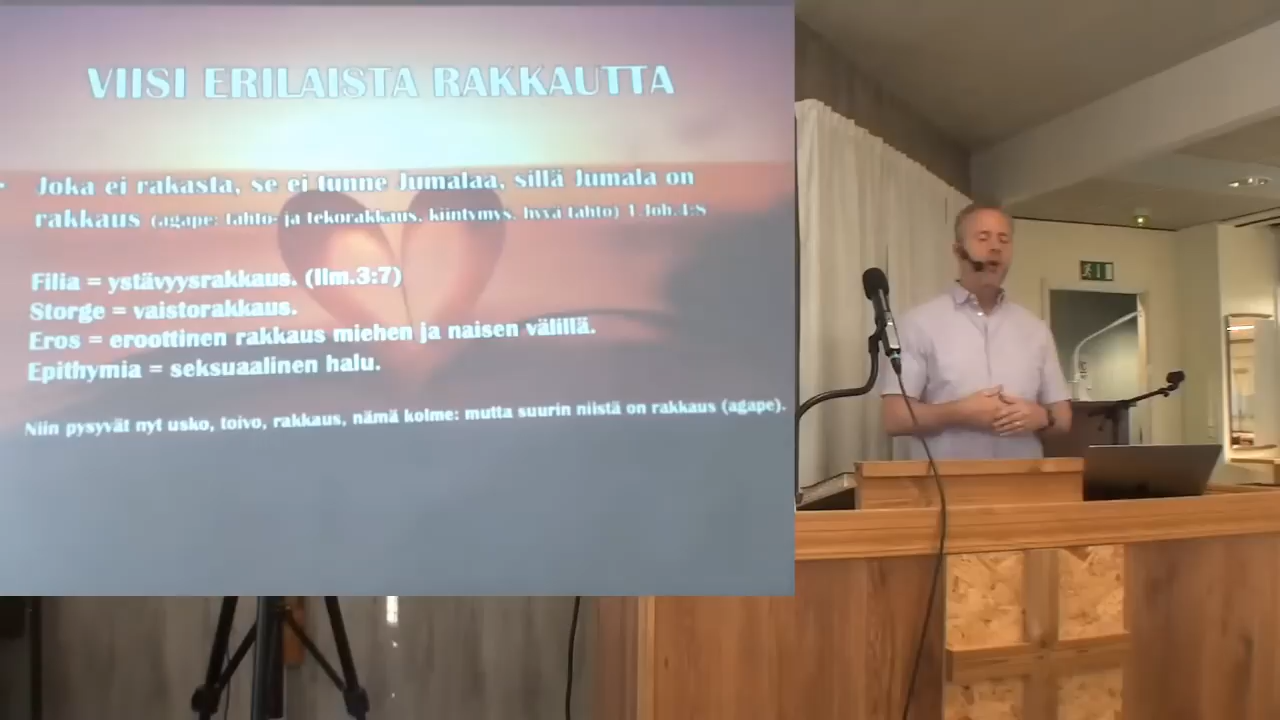 VIISI ERILAISTA RAKKAUTTA
• Joka ei rakasta, se ei tunne Jumalaa, sillä Jumala on
rakkaus (agape: tahto- ja tekorakkaus, kiintymys, hyvä tahto) 1.Joh.4:8
Filia = ystävyysrakkaus. (Ilm.3:7)
Storge = vaistorakkaus.
Eros = eroottinen rakkaus miehen ja naisen välillä.
Epithymia = seksuaalinen halu.
Niin pysyvät nyt usko, toivo, rakkaus, nämä kolme: mutta suurin niistä on rakkaus (agape).